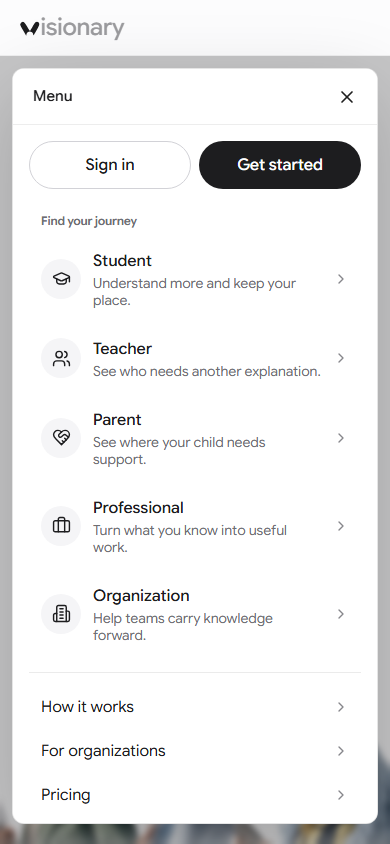 Visionary
Menu
Sign in
Get started
Find your journey
Student
Understand more and keep your
place.
Teacher
See who needs another explanation.
Parent
See where your child needs
support.
Professional
Turn what you know into useful
work.
Organization
Help teams carry knowledge
forward.
How it works
For organizations
Pricing